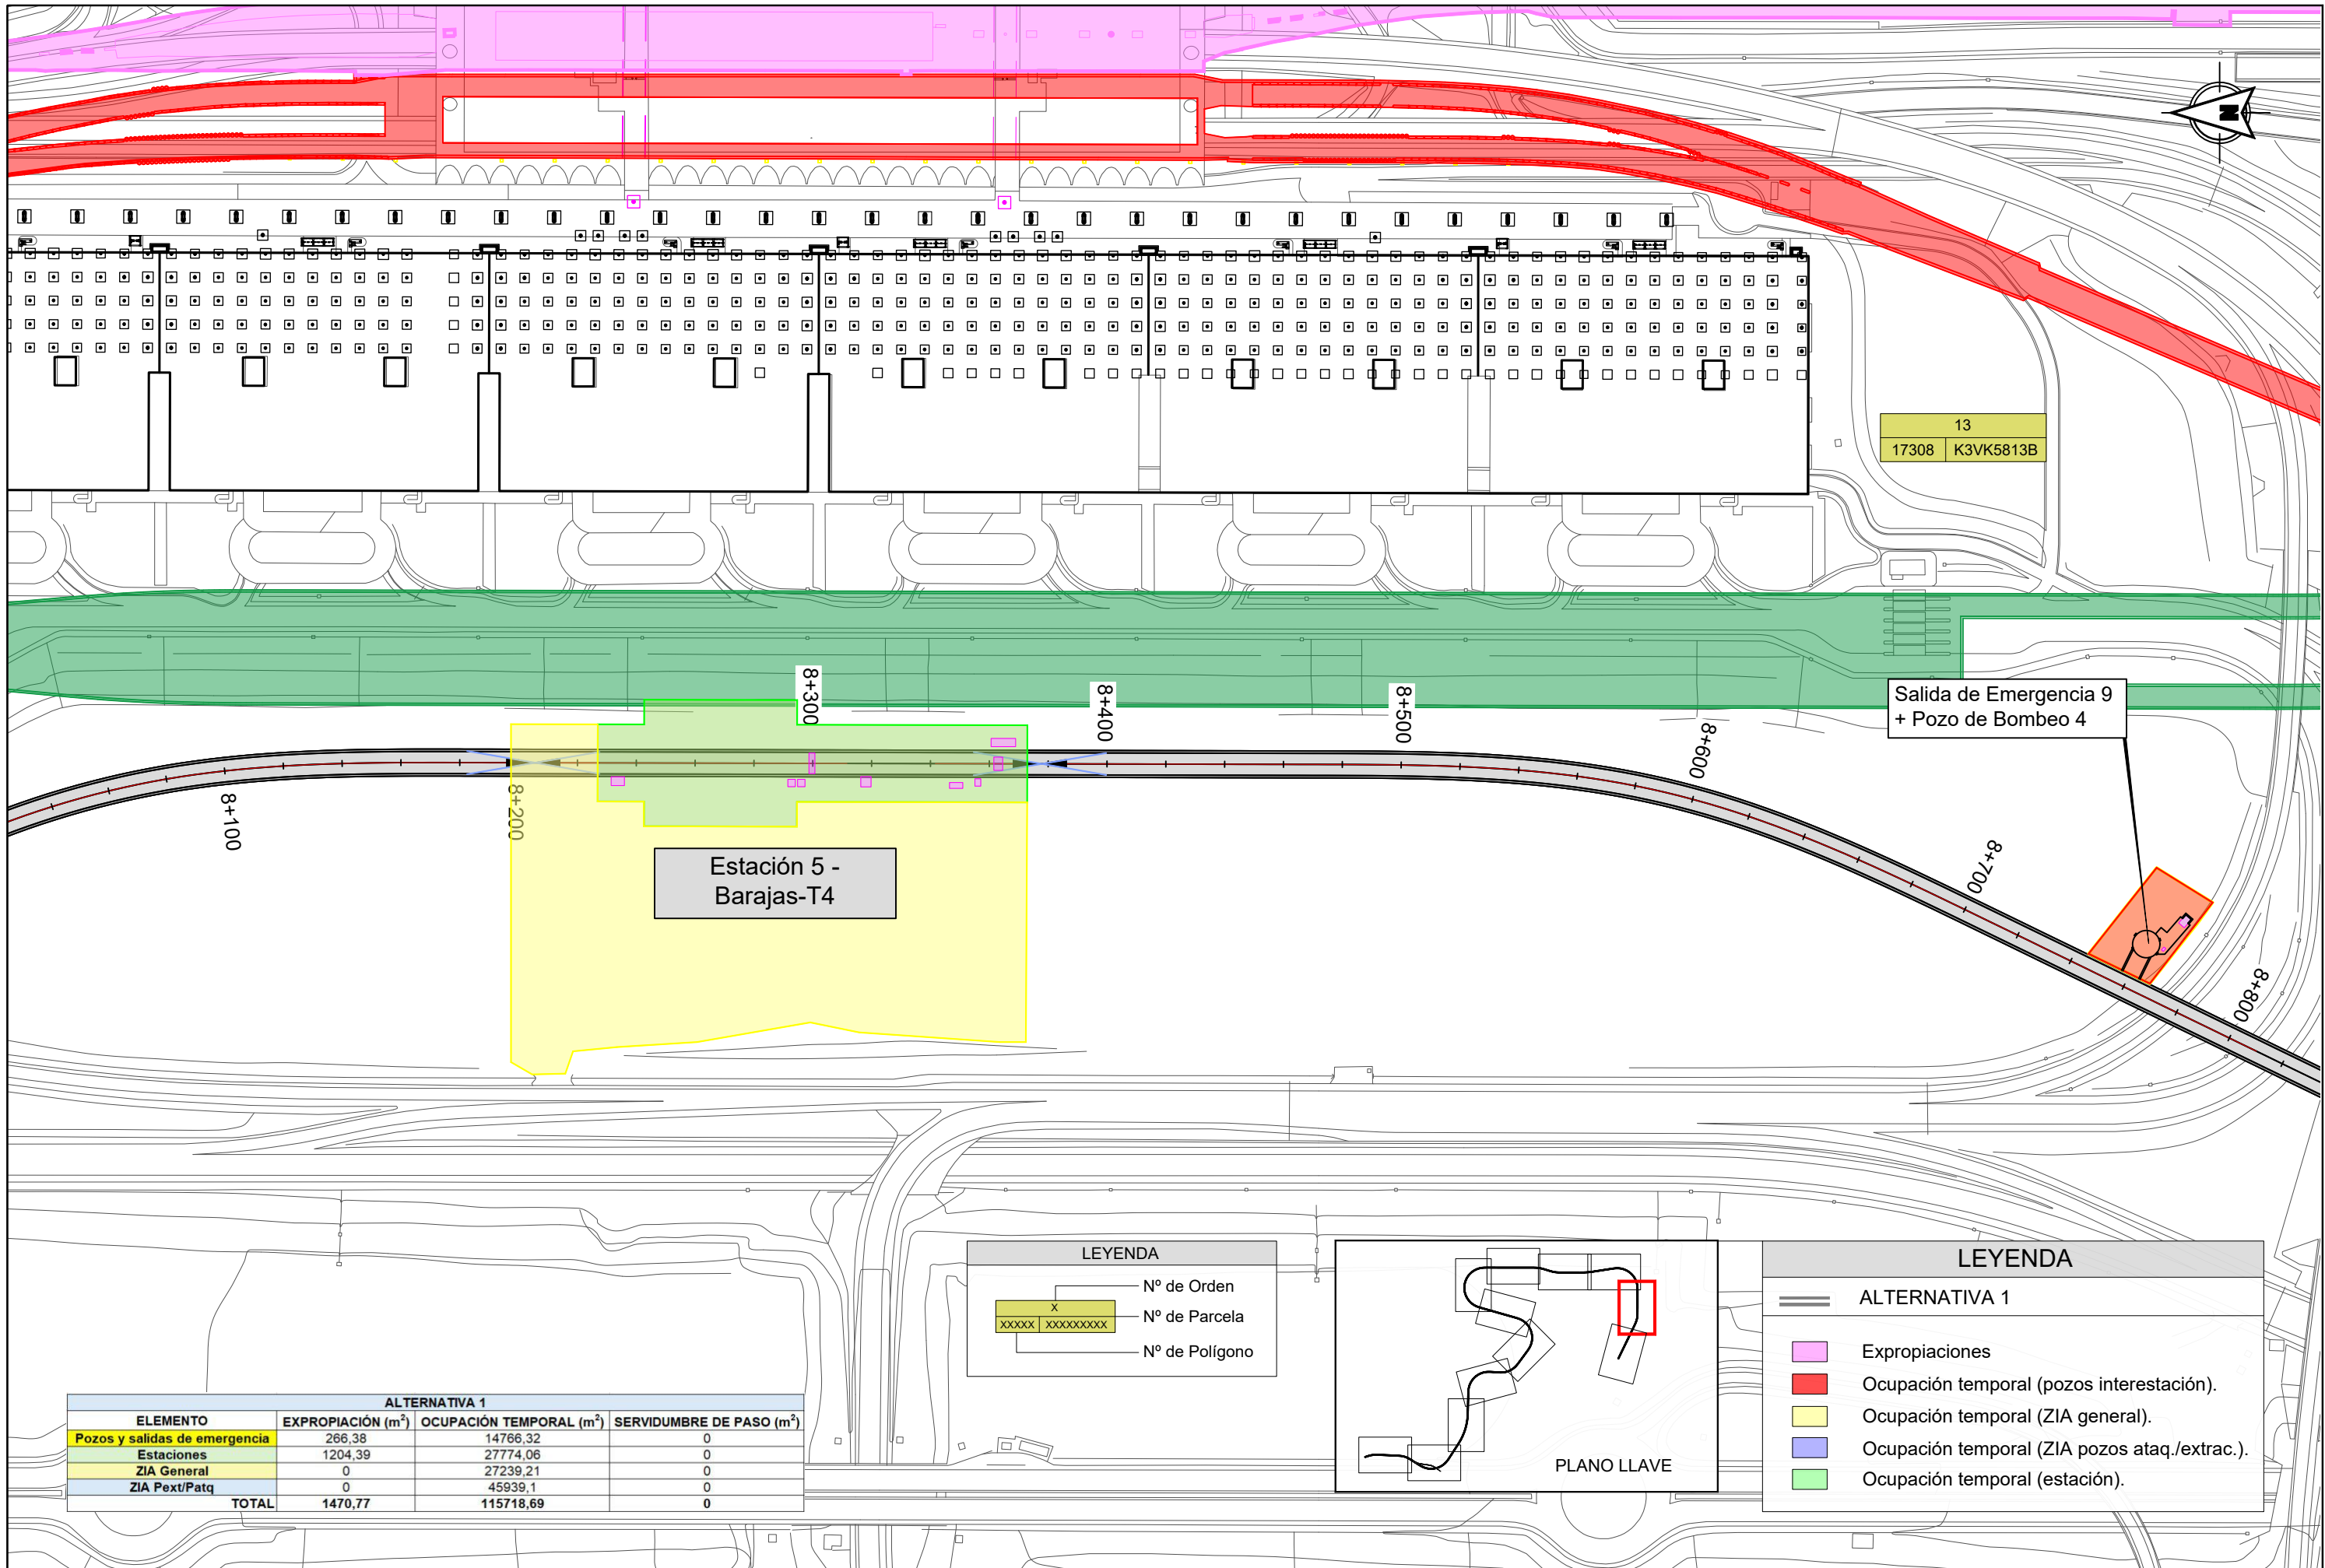 N
13
17308 K3VK5813B
8+300
8+400
8+500
8+600
Salida de Emergencia 9
+ Pozo de Bombeo 4
8+100
8+200
8+700
8+800
Estación 5 -
Barajas-T4
LEYENDA
Nº de Orden
X
Nº de Parcela
XXXXX XXXXXXXXX
Nº de Polígono
PLANO LLAVE
LEYENDA
ALTERNATIVA 1
Expropiaciones
Ocupación temporal (pozos interestación).
Ocupación temporal (ZIA general).
Ocupación temporal (ZIA pozos ataq./extrac.).
Ocupación temporal (estación).
ALTERNATIVA 1
ELEMENTO EXPROPIACIÓN (m²) OCUPACIÓN TEMPORAL (m²) SERVIDUMBRE DE PASO (m²)
Pozos y salidas de emergencia 266,38 14766,32 0
Estaciones 1204,39 27774,06 0
ZIA General 0 27239,21 0
ZIA Pext/Patq 0 45939,1 0
TOTAL 1470,77 115718,69 0